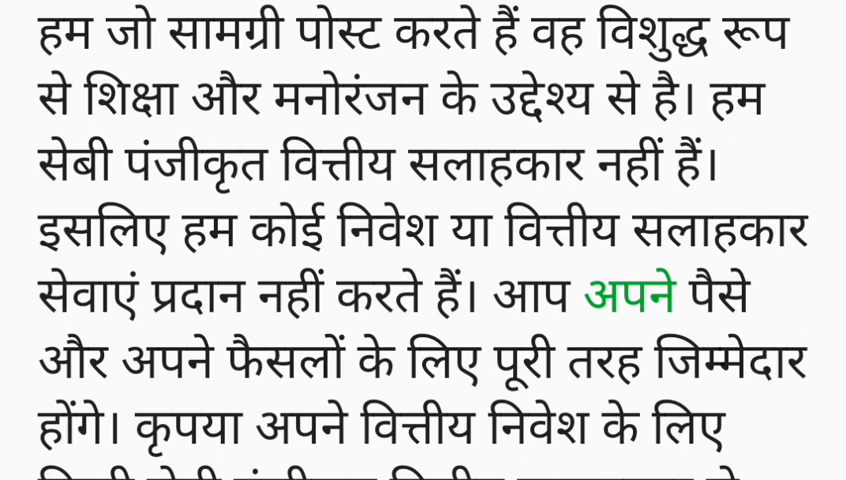 हम जो सामग्री पोस्ट करते हैं वह विशुद्ध रूप
से शिक्षा और मनोरंजन के उद्देश्य से है। हम
सेबी पंजीकृत वित्तीय सलाहकार नहीं हैं।
इसलिए हम कोई निवेश या वित्तीय सलाहकार
सेवाएं प्रदान नहीं करते हैं। आप अपने पैसे
और अपने फैसलों के लिए पूरी तरह जिम्मेदार
होंगे। कृपया अपने वित्तीय निवेश के लिए